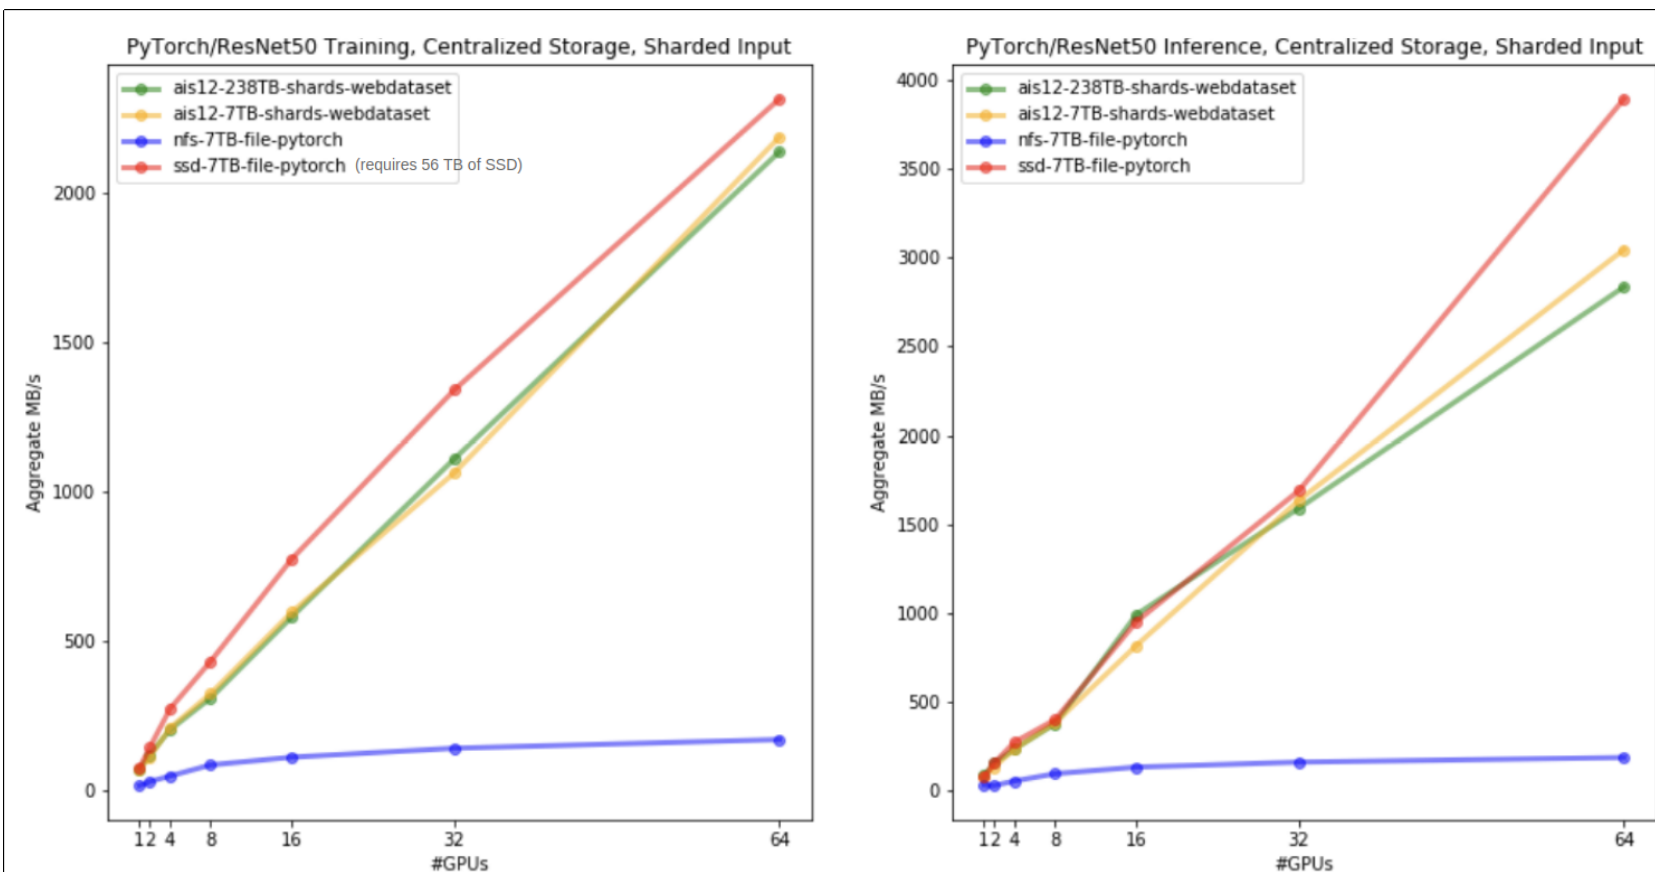 PyTorch/ResNet50 Training, Centralized Storage, Sharded Input
ais12-238TB-shards-webdataset
ais12-7TB-shards-webdataset
nfs-7TB-file-pytorch
ssd-7TB-file-pytorch (requires 56 TB of SSD)
2000
1500
1000
500
0
Aggregate MB/s
1 2 4 8 16 32 64
#GPUs
PyTorch/ResNet50 Inference, Centralized Storage, Sharded Input
ais12-238TB-shards-webdataset
ais12-7TB-shards-webdataset
nfs-7TB-file-pytorch
ssd-7TB-file-pytorch
4000
3500
3000
2500
2000
1500
1000
500
0
Aggregate MB/s
1 2 4 8 16 32 64
#GPUs